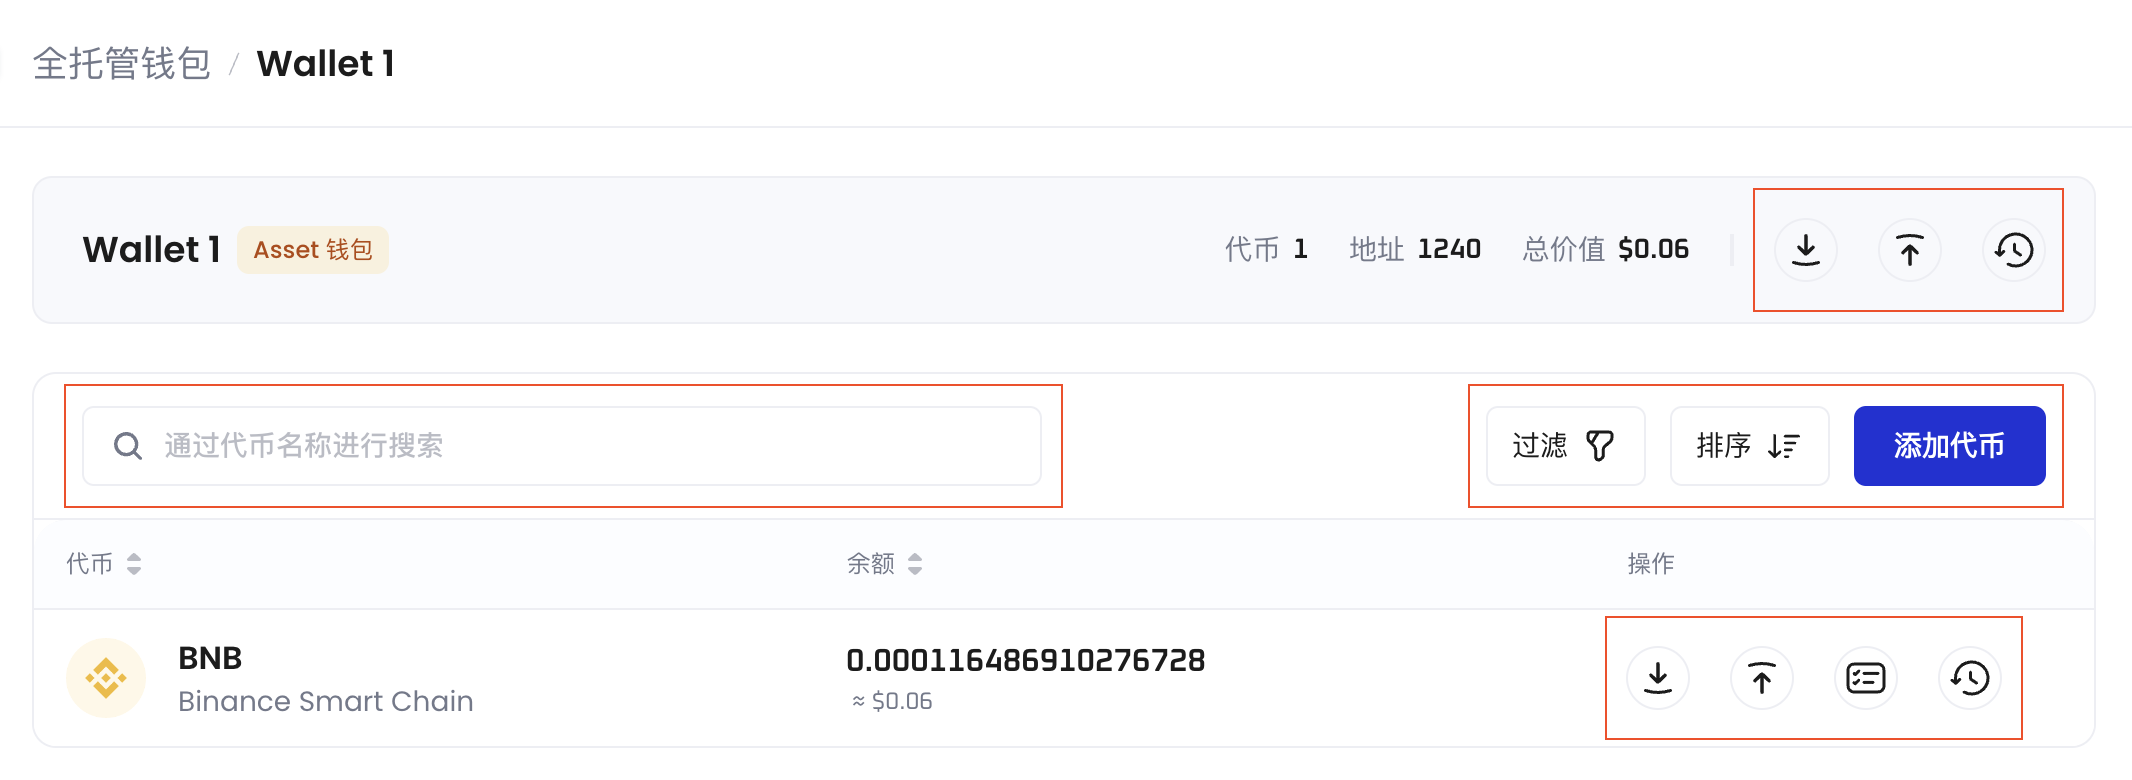 全托管钱包 / Wallet 1
Wallet 1 Asset 钱包 代币 1 地址 1240 总价值 $0.06
通过代币名称进行搜索 过滤 排序 添加代币
代币 余额 操作
BNB 0.000116486910276728
Binance Smart Chain ≈ $0.06